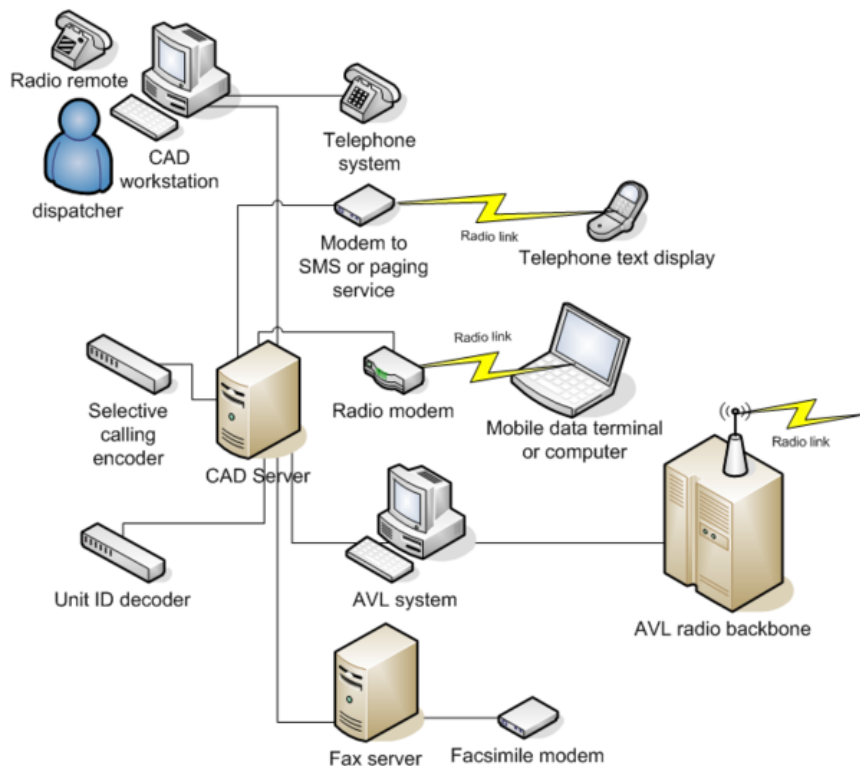 Radio remote
CAD
workstation
dispatcher
Telephone
system
Modem to
SMS or paging
service
Radio link
Telephone text display
Selective
calling
encoder
CAD Server
Radio modem
Radio link
Mobile data terminal
or computer
Radio link
Unit ID decoder
AVL system
AVL radio backbone
Fax server
Facsimile modem